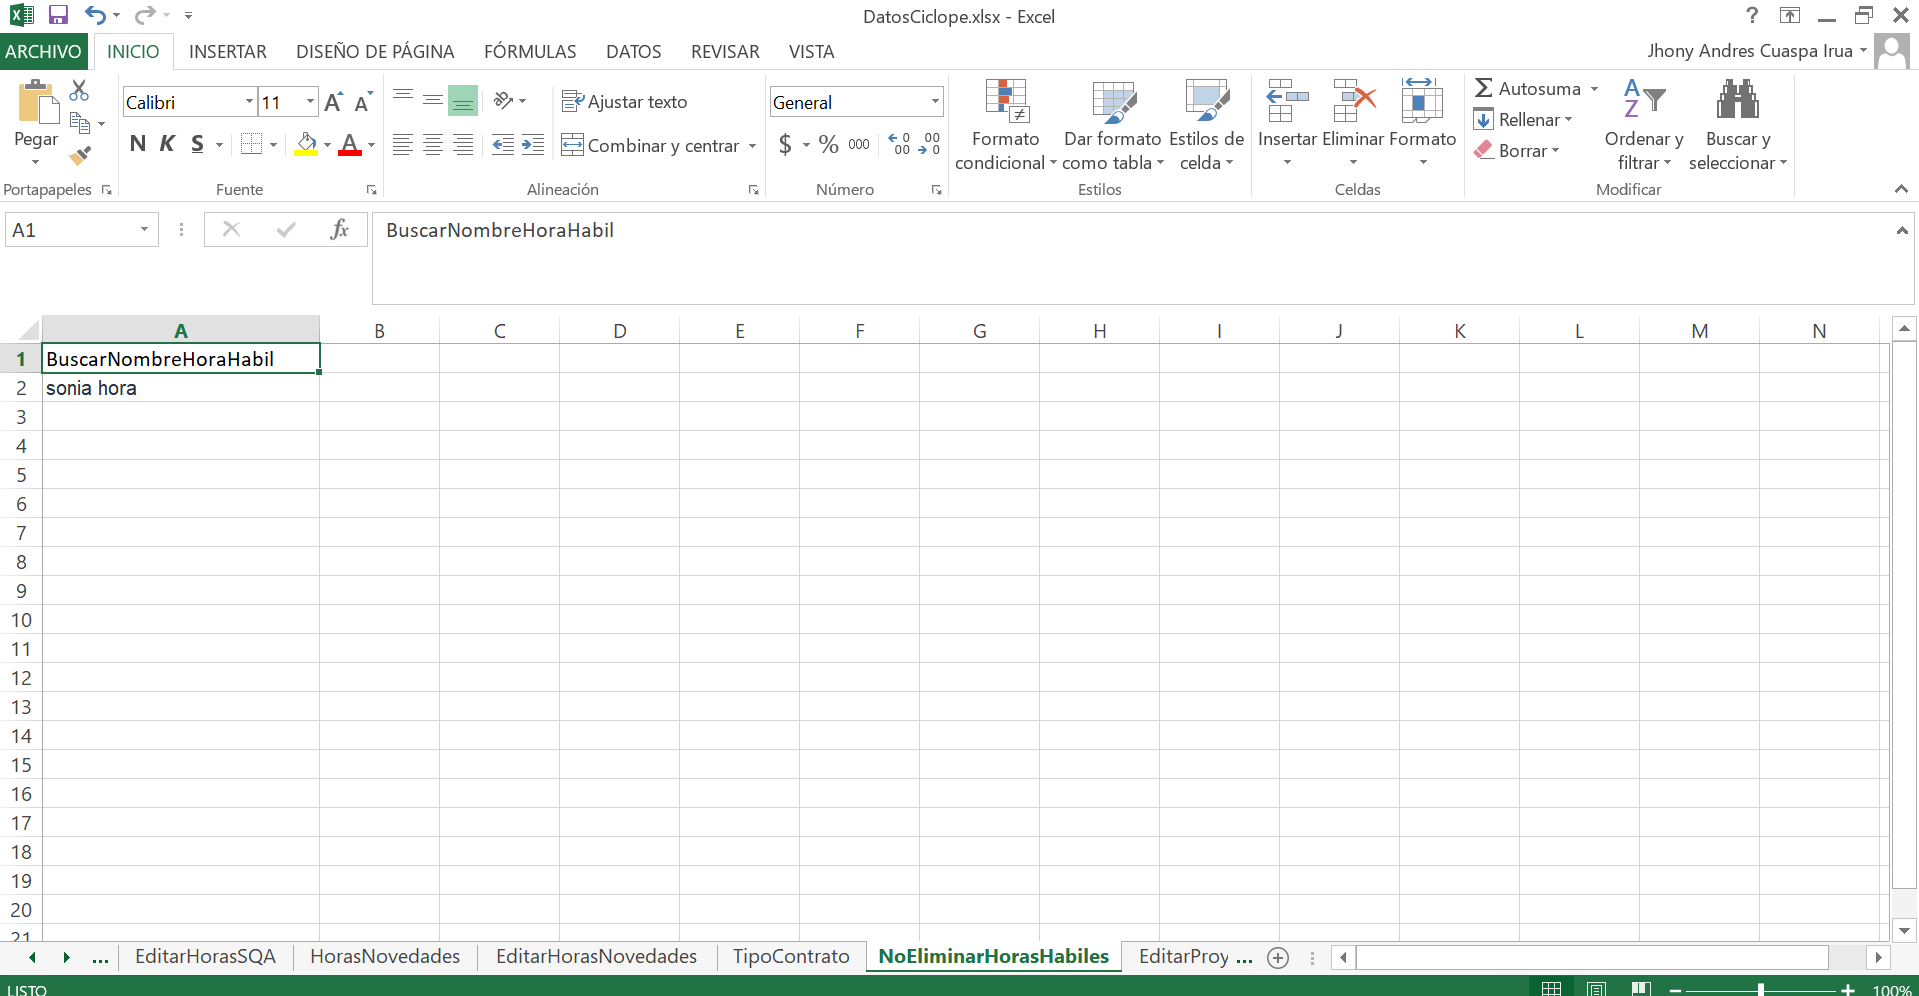 DatosCiclope.xlsx - Excel
ARCHIVO INICIO INSERTAR DISEÑO DE PÁGINA FÓRMULAS DATOS REVISAR VISTA
Jhony Andres Cuaspa Irua
Pegar
Portapapeles
Calibri 11
N K S
Fuente
Ajustar texto
Combinar y centrar
Alineación
General
$ % 000
Número
Formato condicional
Dar formato como tabla
Estilos de celda
Estilos
Insertar Eliminar Formato
Celdas
Autosuma
Rellenar
Borrar
Ordenar y filtrar
Buscar y seleccionar
Modificar
A1
fx
BuscarNombreHoraHabil
A B C D E F G H I J K L M N
1 BuscarNombreHoraHabil
2 sonia hora
3
4
5
6
7
8
9
10
11
12
13
14
15
16
17
18
19
20
21
... EditarHorasSQA HorasNovedades EditarHorasNovedades TipoContrato NoEliminarHorasHabiles EditarProy ...
LISTO
100%